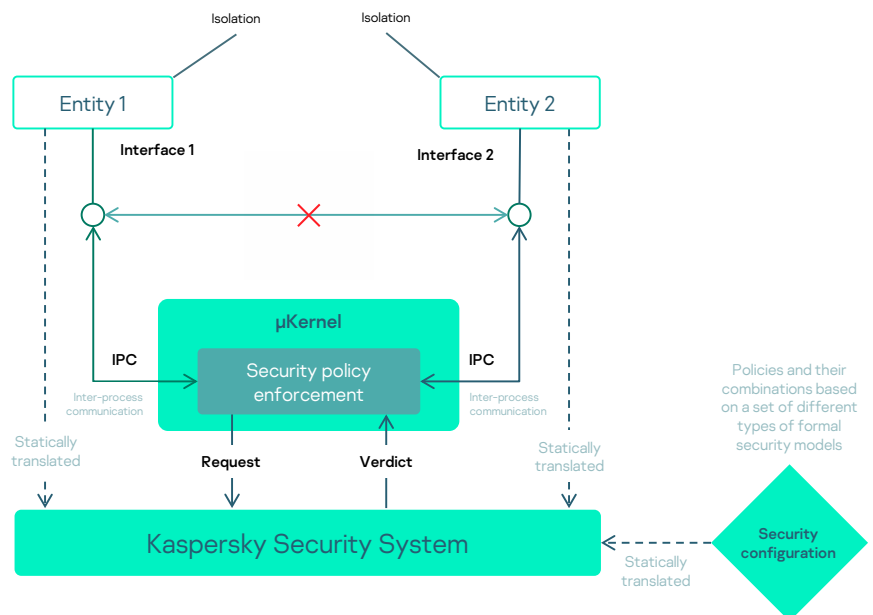 Isolation
Isolation
Entity 1
Entity 2
Interface 1
Interface 2
µKernel
IPC
Security policy
enforcement
IPC
Inter-process
communication
Inter-process
communication
Policies and their
combinations based
on a set of different
types of formal
security models
Statically
translated
Request
Verdict
Statically
translated
Kaspersky Security System
Security
configuration
Statically
translated